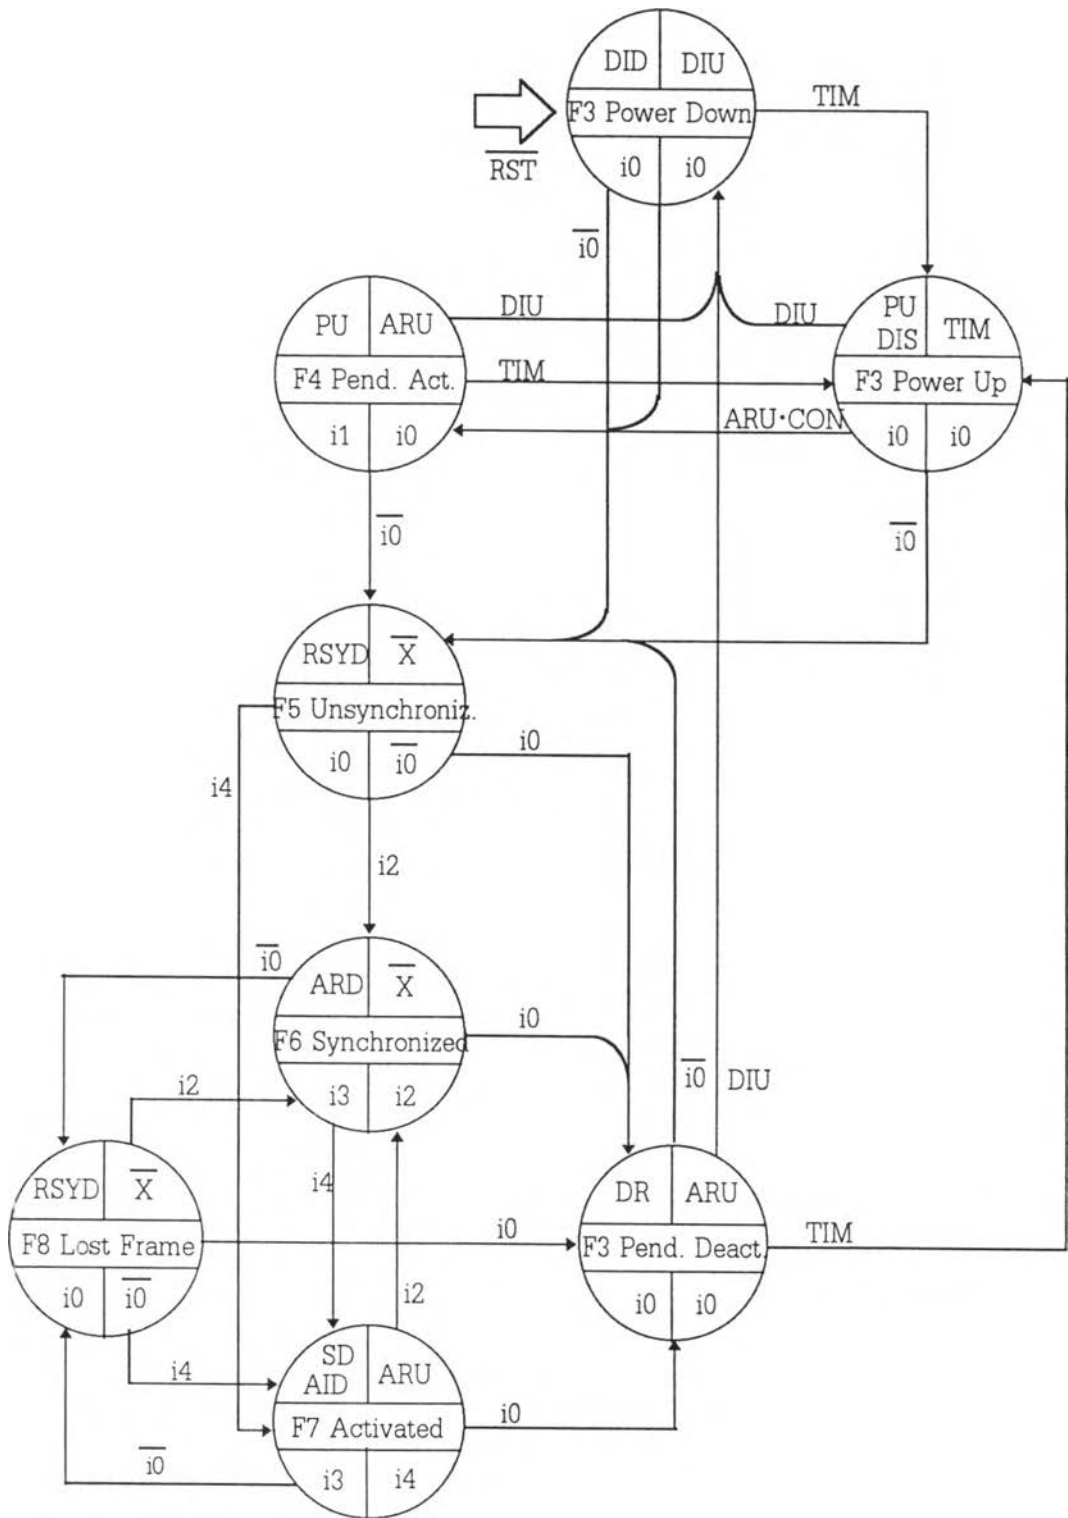 DID DIU
F3 Power Down
i0 i0
TIM
RST
i0
PU ARU
F4 Pend. Act.
i1 i0
DIU
DIU
TIM
PU DIS TIM
F3 Power Up
i0 i0
ARU·CON
i0
i0
RSYD X
F5 Unsynchroniz.
i0 i0
i0
i4
i2
i0
ARD X
F6 Synchronized
i3 i2
i0
i0
DIU
i2
i4
RSYD X
F8 Lost Frame
i0 i0
i0
DR ARU
F3 Pend. Deact.
i0 i0
TIM
i2
i4
SD AID ARU
F7 Activated
i3 i4
i0
i0